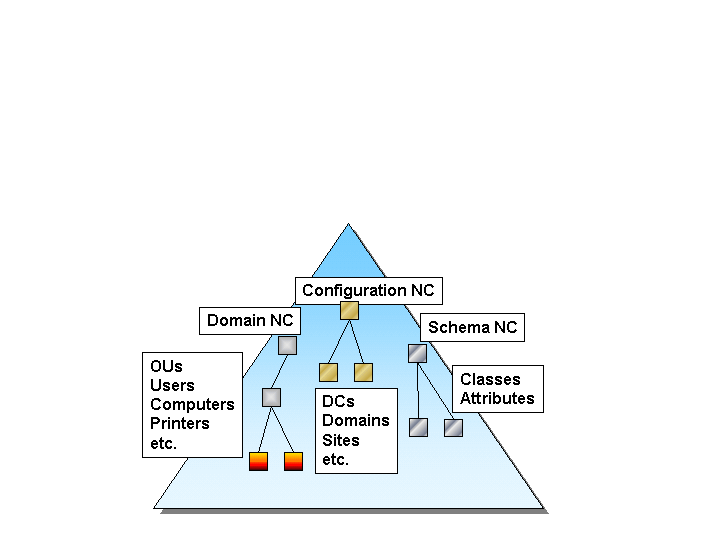 Configuration NC
Domain NC
Schema NC
OUs
Users
Computers
Printers
etc.
DCs
Domains
Sites
etc.
Classes
Attributes